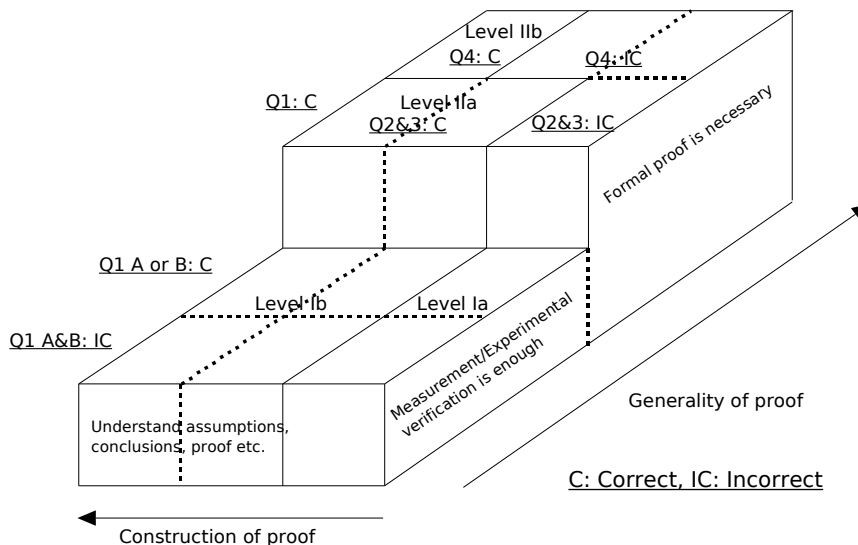 Level IIb
Q4: C
Q4: IC
Q1: C
Level IIa
Q2&3: C
Q2&3: IC
Formal proof is necessary
Q1 A or B: C
Level Ib
Level Ia
Q1 A&B: IC
Measurement/Experimental
verification is enough
Understand assumptions,
conclusions, proof etc.
Generality of proof
C: Correct, IC: Incorrect
Construction of proof